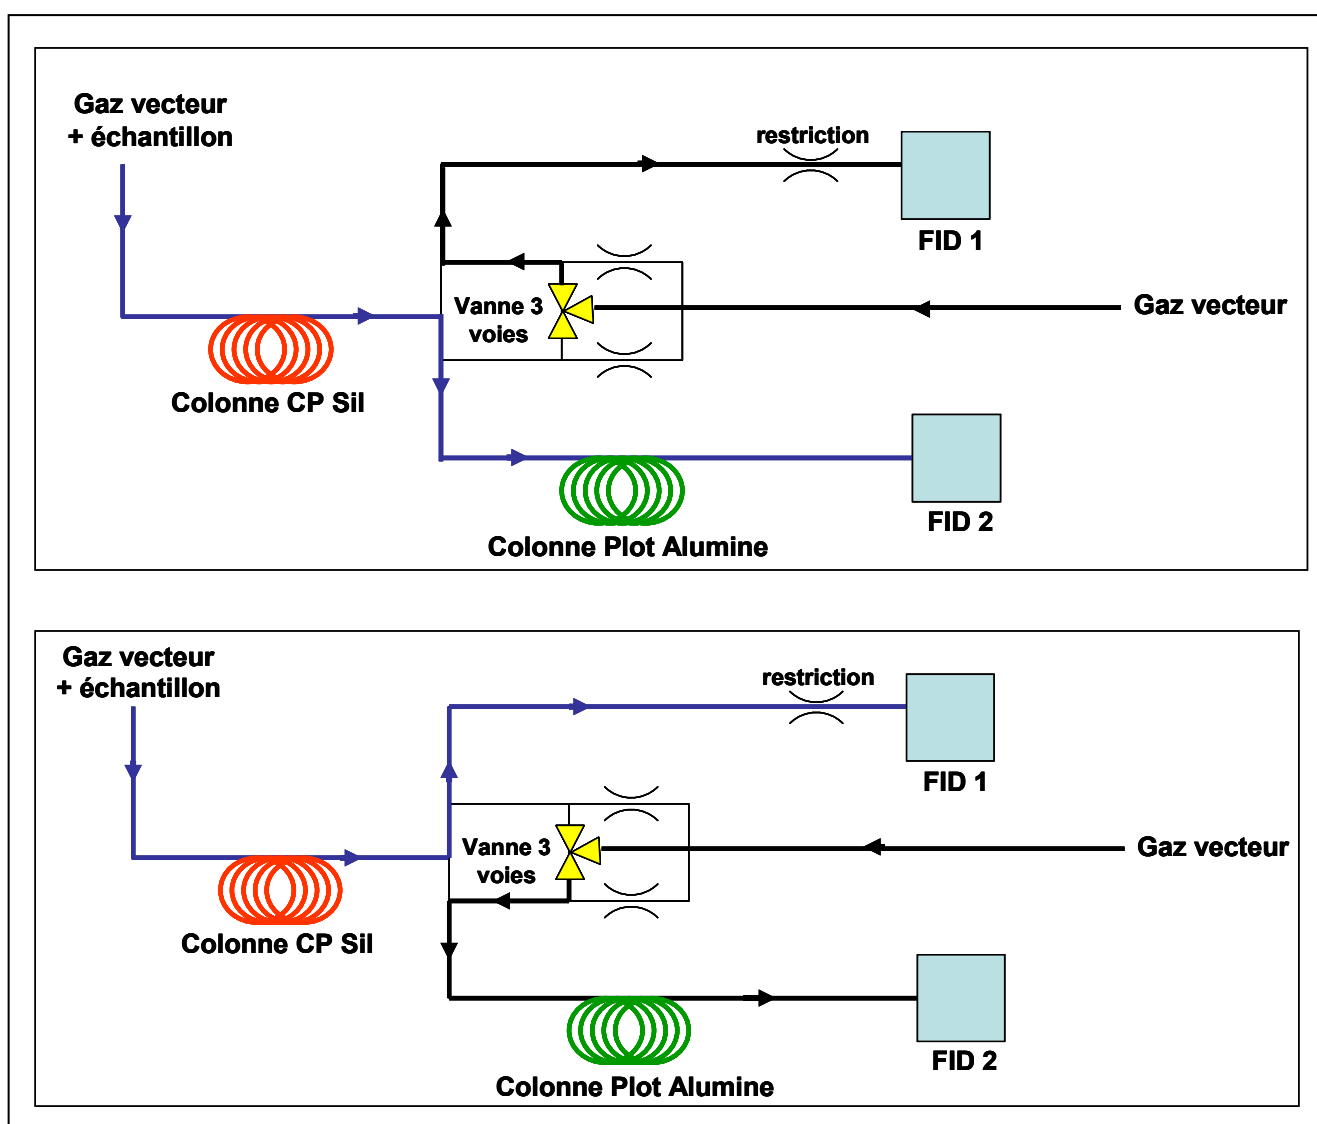 Gaz vecteur
+ échantillon
restriction
FID 1
Vanne 3
voies
Gaz vecteur
Colonne CP Sil
FID 2
Colonne Plot Alumine
Gaz vecteur
+ échantillon
restriction
FID 1
Vanne 3
voies
Gaz vecteur
Colonne CP Sil
FID 2
Colonne Plot Alumine